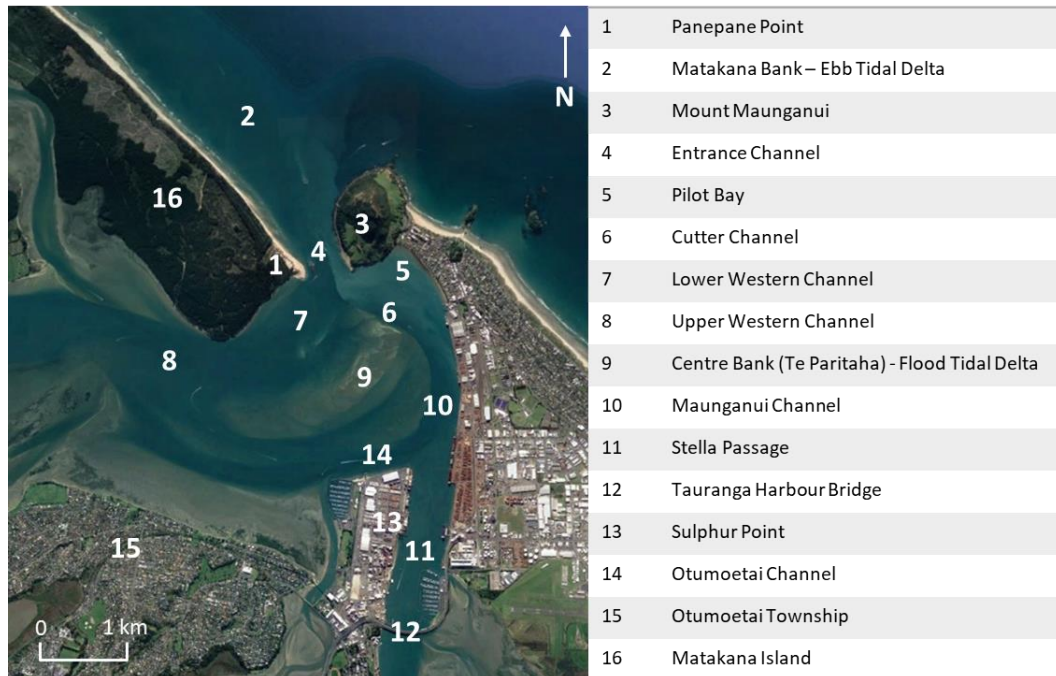 N
2
16
3
4
1
5
6
7
8
9
10
14
13
15
11
12
0 1 km
1 Panepane Point
2 Matakana Bank – Ebb Tidal Delta
3 Mount Maunganui
4 Entrance Channel
5 Pilot Bay
6 Cutter Channel
7 Lower Western Channel
8 Upper Western Channel
9 Centre Bank (Te Paritaha) - Flood Tidal Delta
10 Maunganui Channel
11 Stella Passage
12 Tauranga Harbour Bridge
13 Sulphur Point
14 Otumoetai Channel
15 Otumoetai Township
16 Matakana Island